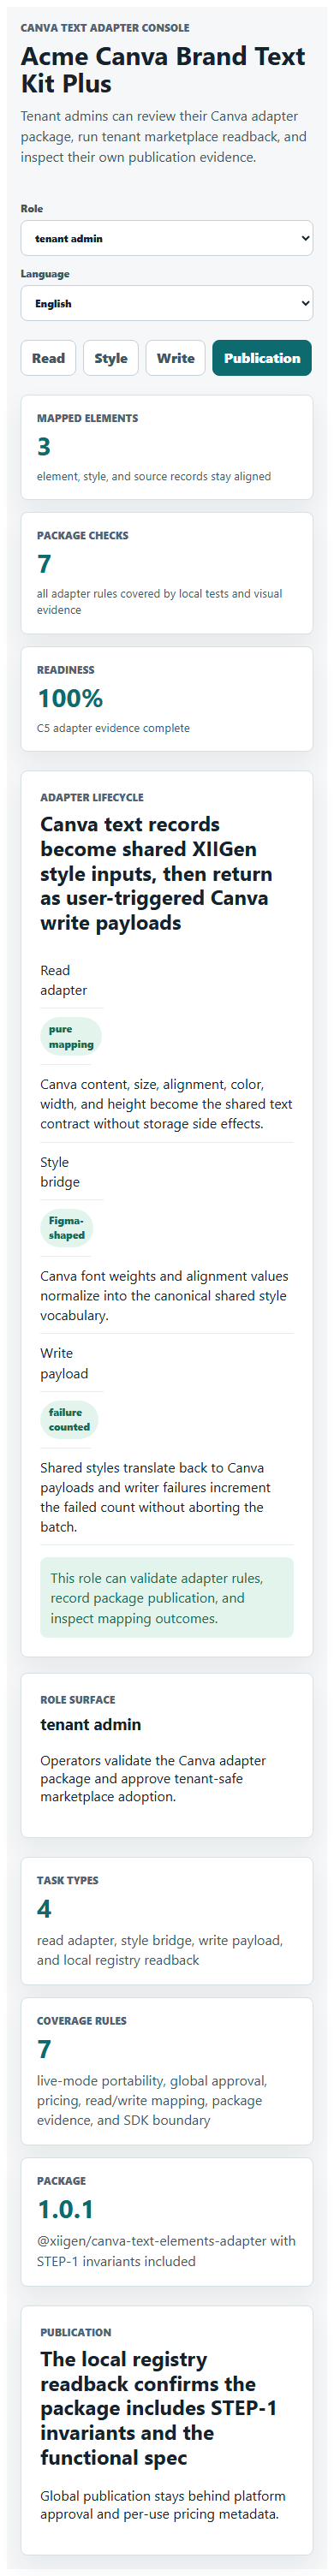 CANVA TEXT ADAPTER CONSOLE
Acme Canva Brand Text
Kit Plus
Tenant admins can review their Canva adapter
package, run tenant marketplace readback, and
inspect their own publication evidence.
Role
tenant admin
Language
English
Read Style Write Publication
MAPPED ELEMENTS
3
element, style, and source records stay aligned
PACKAGE CHECKS
7
all adapter rules covered by local tests and visual
evidence
READINESS
100%
C5 adapter evidence complete
ADAPTER LIFECYCLE
Canva text records
become shared XIIGen
style inputs, then return
as user-triggered Canva
write payloads
Read
adapter
pure
mapping
Canva content, size, alignment, color,
width, and height become the shared text
contract without storage side effects.
Style
bridge
Figma-
shaped
Canva font weights and alignment values
normalize into the canonical shared style
vocabulary.
Write
payload
failure
counted
Shared styles translate back to Canva
payloads and writer failures increment
the failed count without aborting the
batch.
This role can validate adapter rules,
record package publication, and
inspect mapping outcomes.
ROLE SURFACE
tenant admin
Operators validate the Canva adapter
package and approve tenant-safe
marketplace adoption.
TASK TYPES
4
read adapter, style bridge, write payload,
and local registry readback
COVERAGE RULES
7
live-mode portability, global approval,
pricing, read/write mapping, package
evidence, and SDK boundary
PACKAGE
1.0.1
@xiigen/canva-text-elements-adapter with
STEP-1 invariants included
PUBLICATION
The local registry
readback confirms the
package includes STEP-1
invariants and the
functional spec
Global publication stays behind platform
approval and per-use pricing metadata.